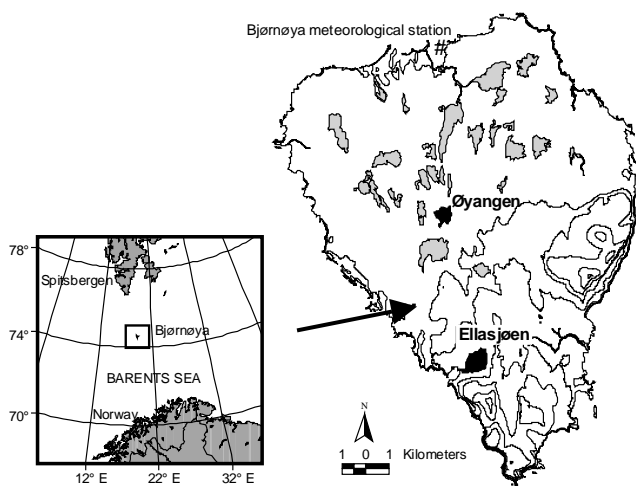 Bjørnøya meteorological station
#
Øyangen
78°
Spitsbergen
74°
Bjørnøya
Ellasjøen
BARENTS SEA
70°
Norway
N
1 0 1 Kilometers
12° E 22° E 32° E